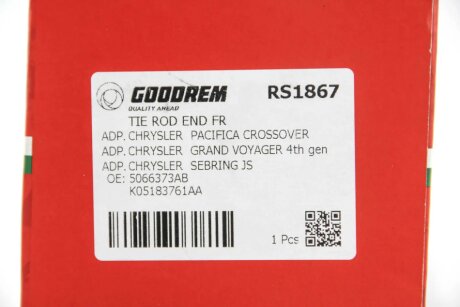 GOODREM RS1867
QUALITY AHEAD
TIE ROD END FR
ADP. CHRYSLER PACIFICA CROSSOVER
ADP. CHRYSLER GRAND VOYAGER 4th gen
ADP. CHRYSLER SEBRING JS
OE: 5066373AB
K05183761AA
1 Pcs